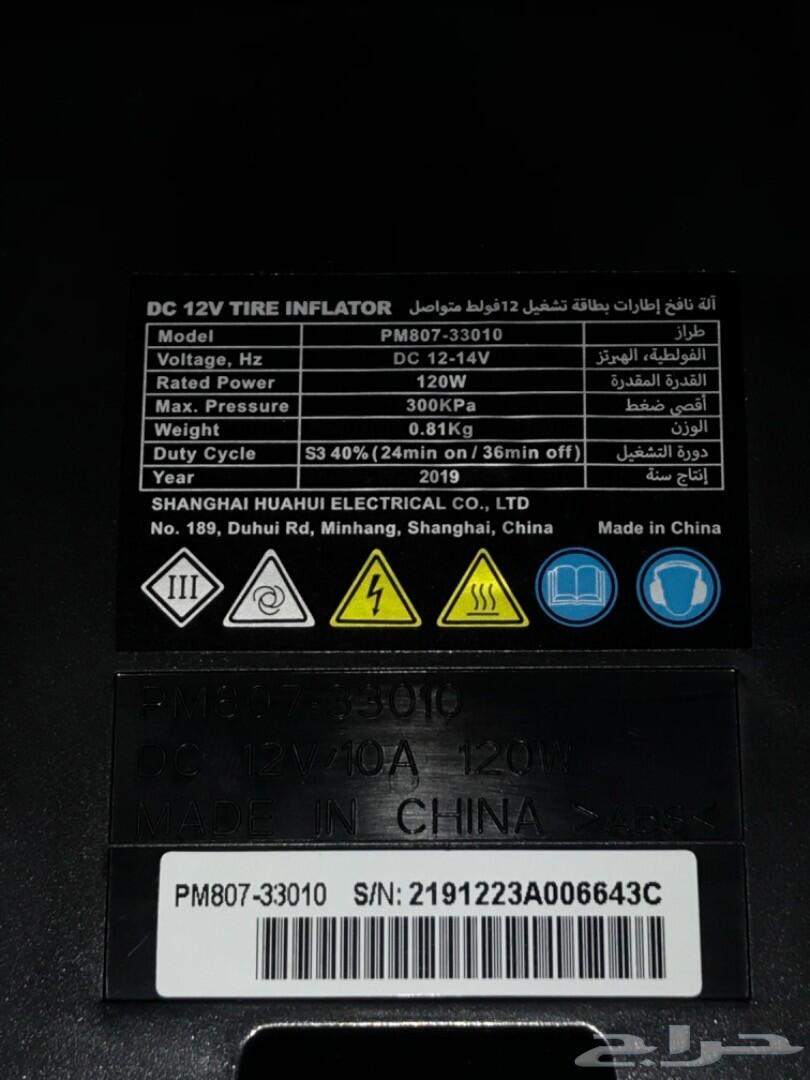 DC 12V TIRE INFLATOR آلة نافخ إطارات بطاقة تشغيل 12فولط متواصل
Model PM807-33010 طراز
Voltage, Hz DC 12-14V الفولطية، الهيرتز
Rated Power 120W القدرة المقدرة
Max. Pressure 300KPa أقصى ضغط
Weight 0.81Kg الوزن
Duty Cycle S3 40% (24min on / 36min off) دورة التشغيل
Year 2019 إنتاج سنة
SHANGHAI HUAHUI ELECTRICAL CO., LTD
No. 189, Duhui Rd, Minhang, Shanghai, China Made in China
III
PM807-33010
DC 12V/10A 120W
MADE IN CHINA >ABS<
PM807-33010 S/N: 2191223A006643C
حراج